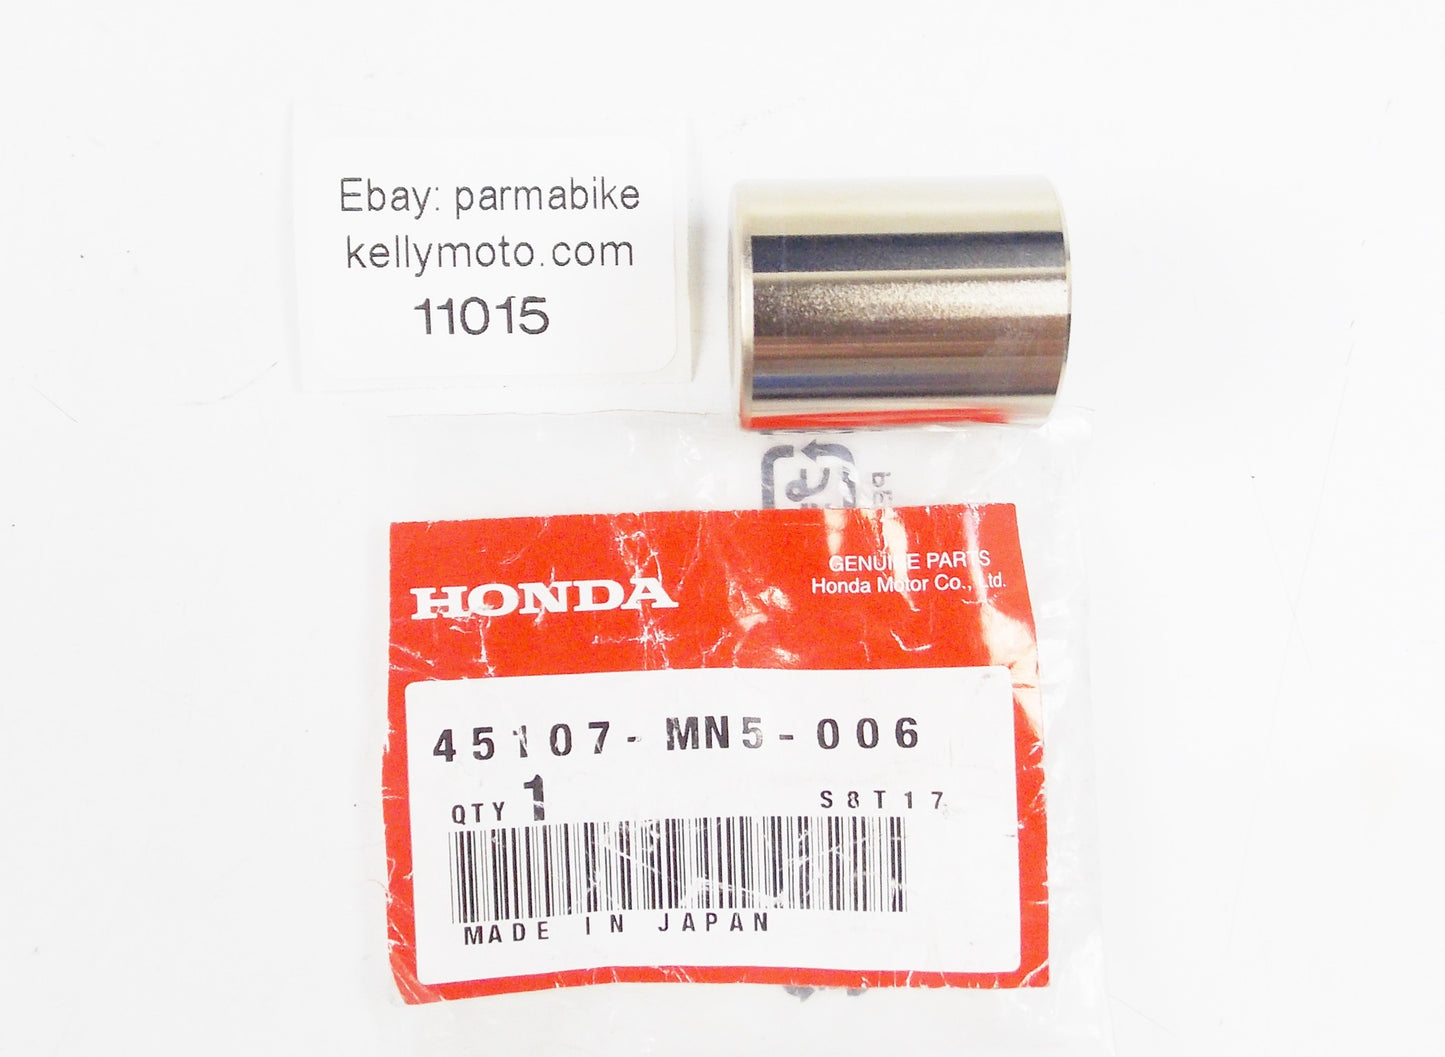 Ebay: parmabike
kellymoto.com
11015
HONDA
GENUINE PARTS
Honda Motor Co., Ltd.
45107-MN5-006
QTY 1
S8T17
MADE IN JAPAN